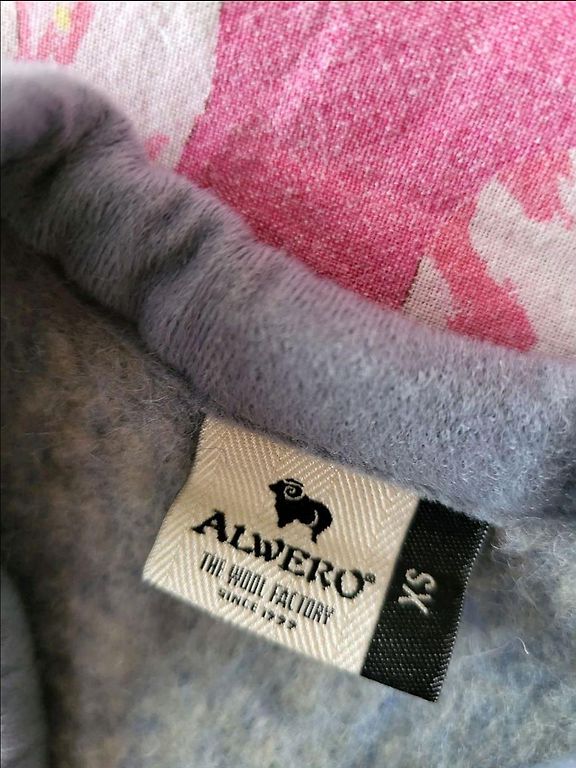 ALWERO®
THE WOOL FACTORY
SINCE 1999
XS